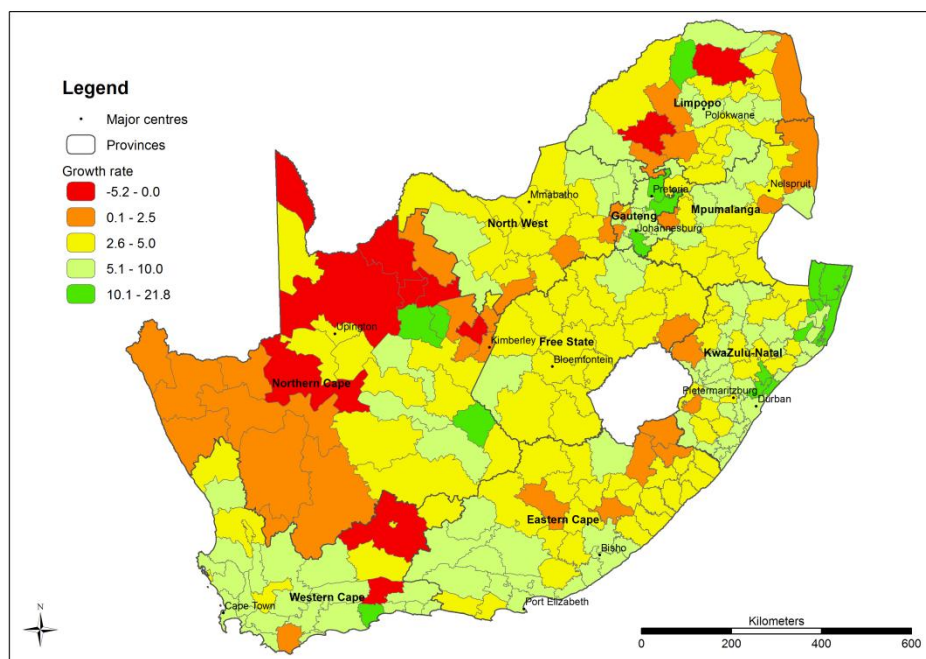 Legend
Major centres
Provinces
Growth rate
-5.2 - 0.0
0.1 - 2.5
2.6 - 5.0
5.1 - 10.0
10.1 - 21.8
Limpopo
Polokwane
Mmabatho
Nelspruit
Pretoria
North West
Gauteng
Mpumalanga
Johannesburg
Upington
Kimberley
Free State
KwaZulu-Natal
Bloemfontein
Northern Cape
Pietermaritzburg
Durban
Eastern Cape
Bisho
Western Cape
Cape Town
Port Elizabeth
N
Kilometers
0 200 400 600